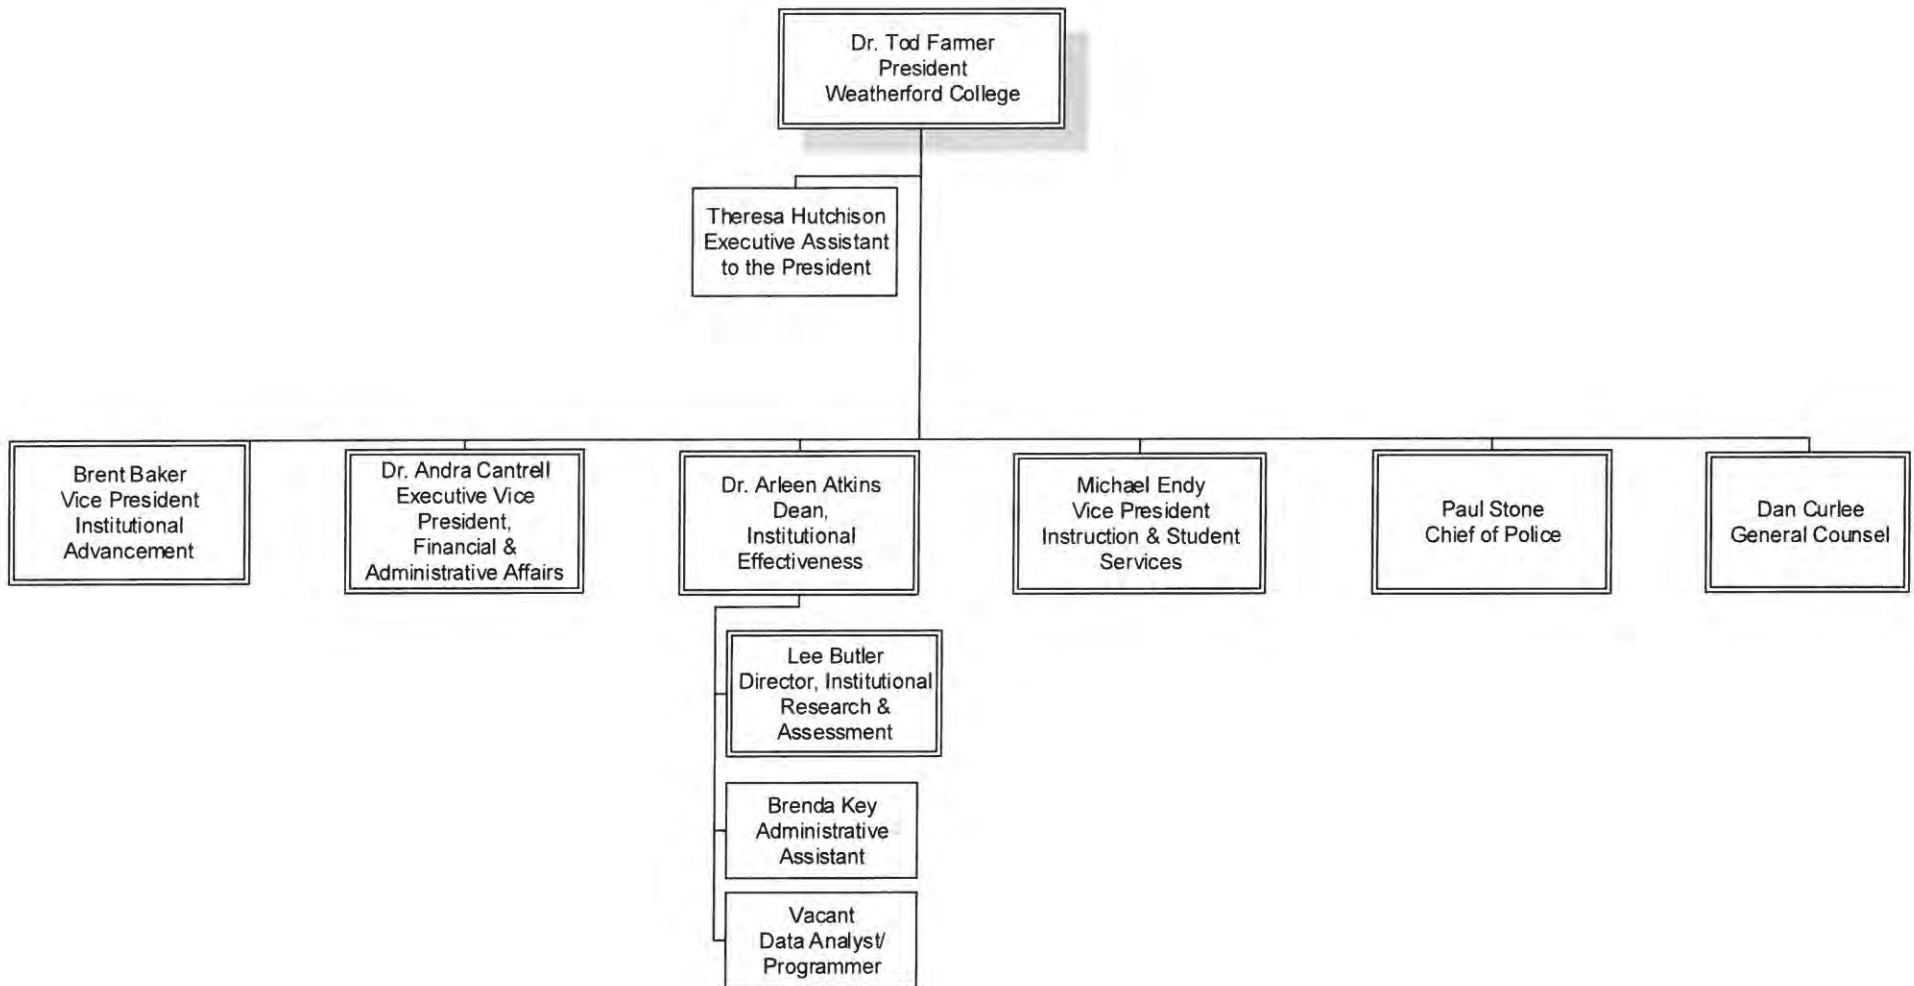 Dr. Tod Farmer
President
Weatherford College
Theresa Hutchison
Executive Assistant
to the President
Brent Baker
Vice President
Institutional
Advancement
Dr. Andra Cantrell
Executive Vice
President,
Financial &
Administrative Affairs
Dr. Arleen Atkins
Dean,
Institutional
Effectiveness
Michael Endy
Vice President
Instruction & Student
Services
Paul Stone
Chief of Police
Dan Curlee
General Counsel
Lee Butler
Director, Institutional
Research &
Assessment
Brenda Key
Administrative
Assistant
Vacant
Data Analyst/
Programmer